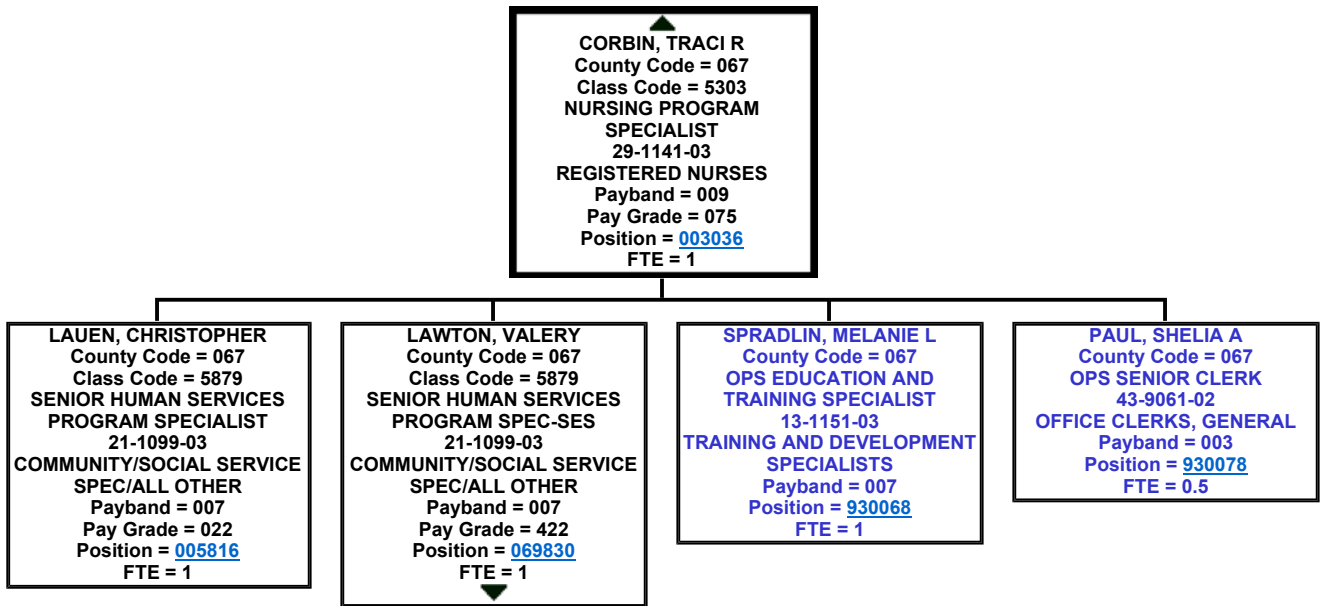 CORBIN, TRACI R
County Code = 067
Class Code = 5303
NURSING PROGRAM
SPECIALIST
29-1141-03
REGISTERED NURSES
Payband = 009
Pay Grade = 075
Position = 003036
FTE = 1
LAUEN, CHRISTOPHER
County Code = 067
Class Code = 5879
SENIOR HUMAN SERVICES
PROGRAM SPECIALIST
21-1099-03
COMMUNITY/SOCIAL SERVICE
SPEC/ALL OTHER
Payband = 007
Pay Grade = 022
Position = 005816
FTE = 1
LAWTON, VALERY
County Code = 067
Class Code = 5879
SENIOR HUMAN SERVICES
PROGRAM SPEC-SES
21-1099-03
COMMUNITY/SOCIAL SERVICE
SPEC/ALL OTHER
Payband = 007
Pay Grade = 422
Position = 069830
FTE = 1
SPRADLIN, MELANIE L
County Code = 067
OPS EDUCATION AND
TRAINING SPECIALIST
13-1151-03
TRAINING AND DEVELOPMENT
SPECIALISTS
Payband = 007
Position = 930068
FTE = 1
PAUL, SHELIA A
County Code = 067
OPS SENIOR CLERK
43-9061-02
OFFICE CLERKS, GENERAL
Payband = 003
Position = 930078
FTE = 0.5